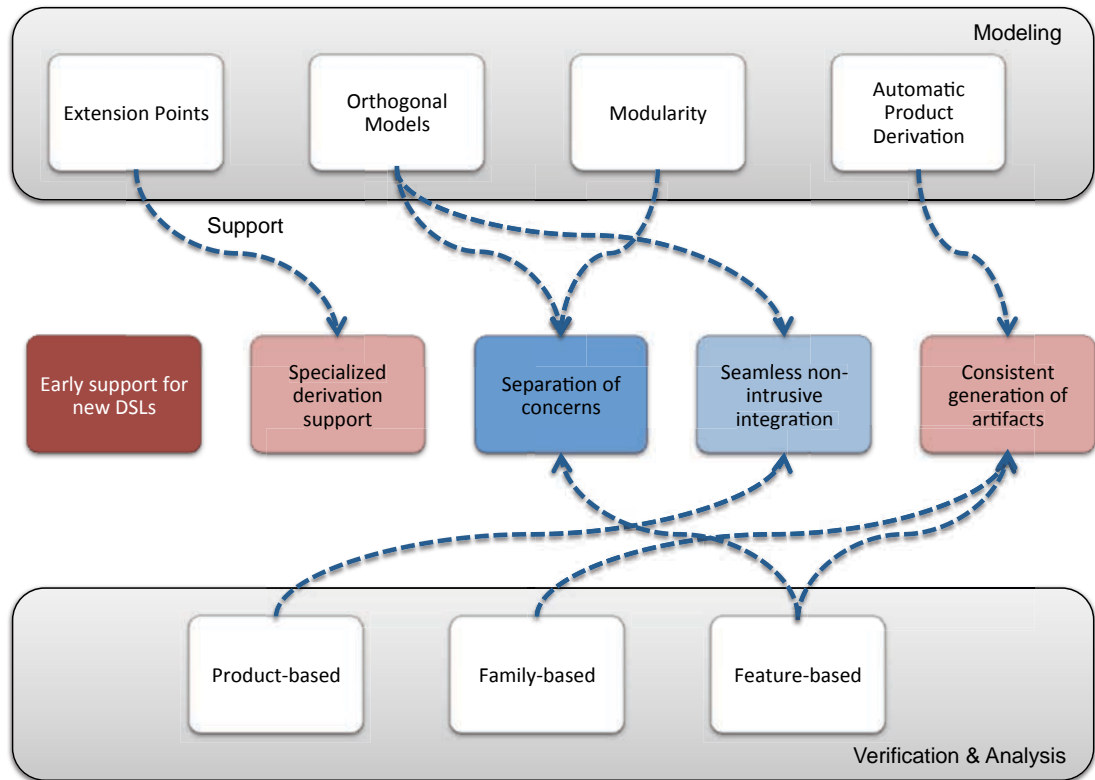 Modeling
Extension Points
Orthogonal
Models
Modularity
Automatic
Product
Derivation
Support
Early support for
new DSLs
Specialized
derivation
support
Separation of
concerns
Seamless non-
intrusive
integration
Consistent
generation of
artifacts
Product-based
Family-based
Feature-based
Verification & Analysis